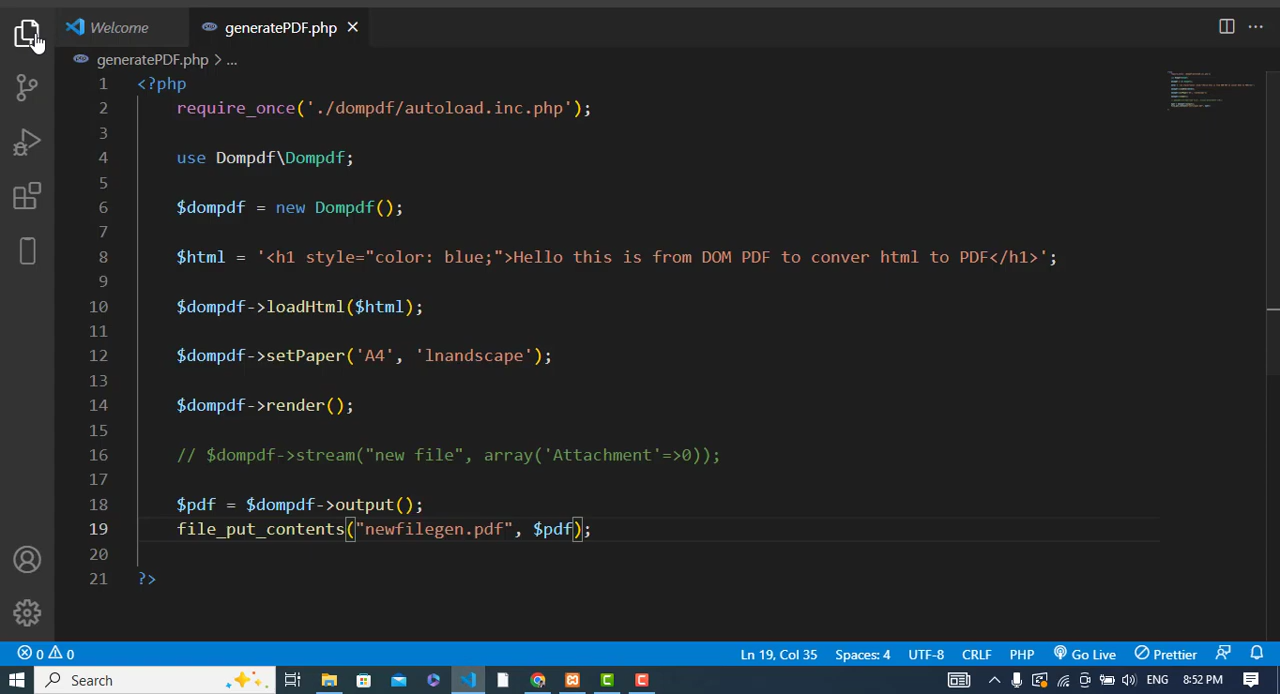 Welcome
generatePDF.php
generatePDF.php > ...
1 <?php
2 require_once('./dompdf/autoload.inc.php');
3
4 use Dompdf\Dompdf;
5
6 $dompdf = new Dompdf();
7
8 $html = '<h1 style="color: blue;">Hello this is from DOM PDF to conver html to PDF</h1>';
9
10 $dompdf->loadHtml($html);
11
12 $dompdf->setPaper('A4', 'lnandscape');
13
14 $dompdf->render();
15
16 // $dompdf->stream("new file", array('Attachment'=>0));
17
18 $pdf = $dompdf->output();
19 file_put_contents("newfilegen.pdf", $pdf);
20
21 ?>
0 0 Ln 19, Col 35 Spaces: 4 UTF-8 CRLF PHP Go Live Prettier
Search ENG 8:52 PM